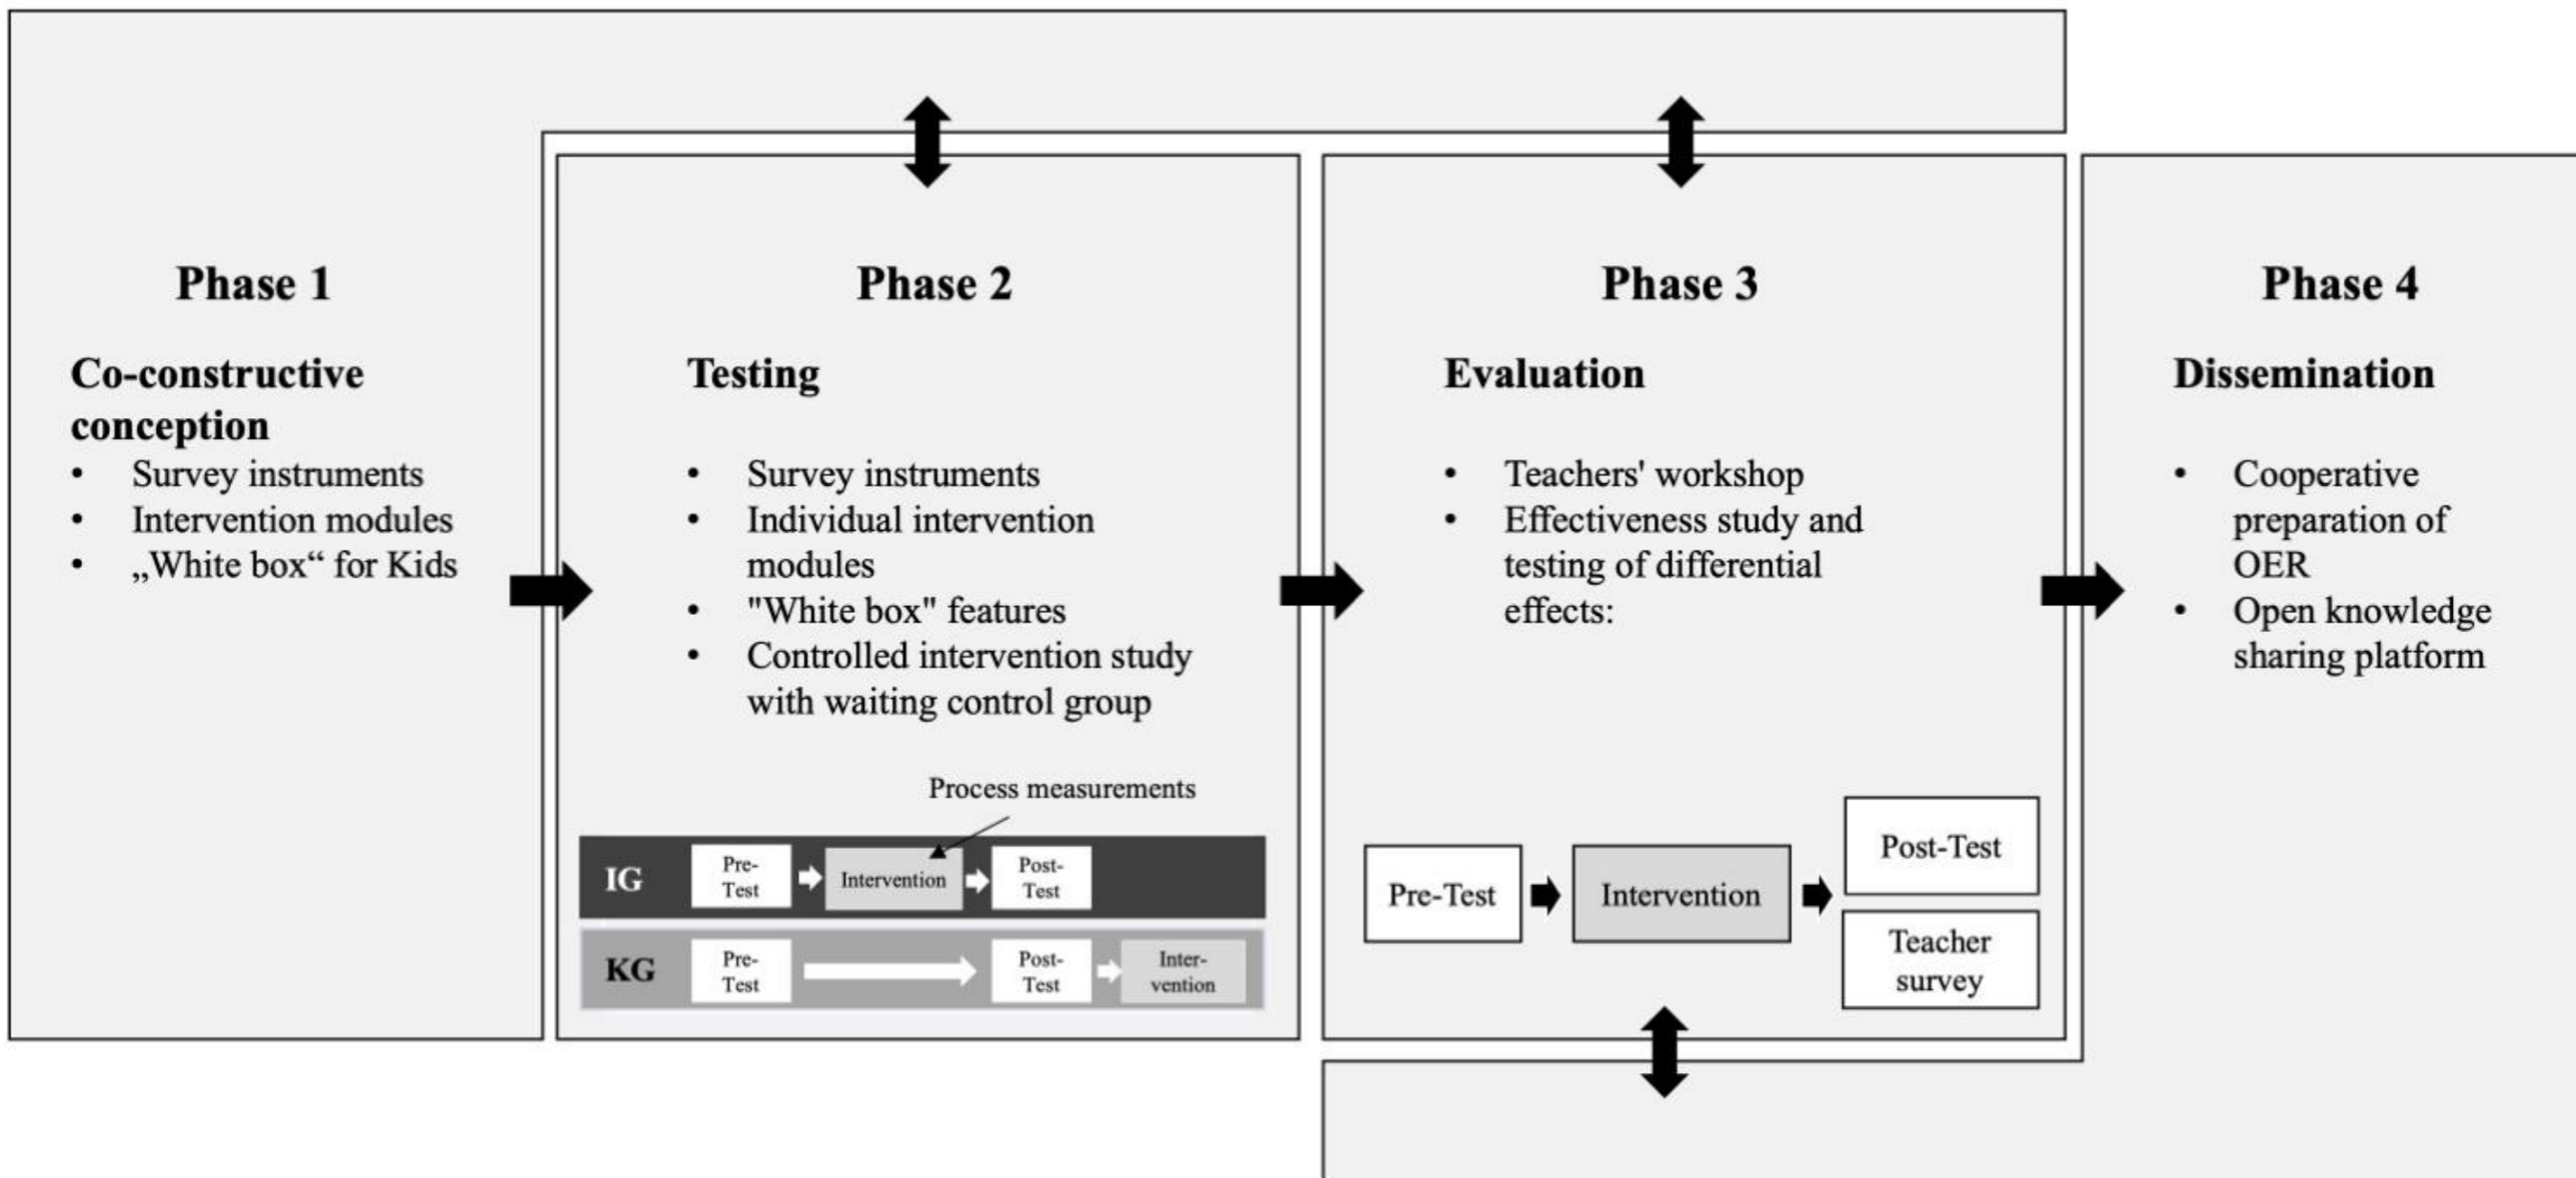 Phase 1
Co-constructive
conception
• Survey instruments
• Intervention modules
• „White box“ for Kids
Phase 2
Testing
• Survey instruments
• Individual intervention
modules
• "White box" features
• Controlled intervention study
with waiting control group
Process measurements
IG
Pre-
Test
Intervention
Post-
Test
KG
Pre-
Test
Post-
Test
Inter-
vention
Phase 3
Evaluation
• Teachers' workshop
• Effectiveness study and
testing of differential
effects:
Pre-Test
Intervention
Post-Test
Teacher
survey
Phase 4
Dissemination
• Cooperative
preparation of
OER
• Open knowledge
sharing platform